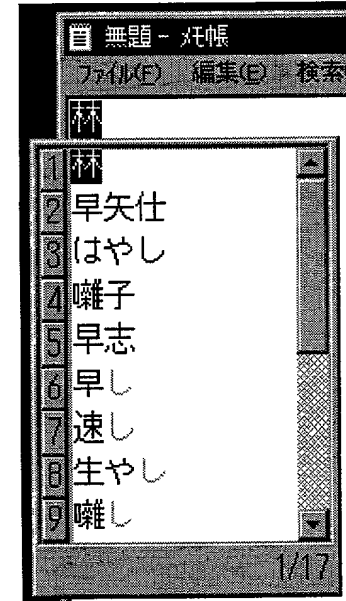 無題 - メモ帳
ファイル(F) 編集(E) 検索
林
1 林
2 早矢仕
3 はやし
4 囃子
5 早志
6 早し
7 速し
8 生やし
9 囃し
1/17